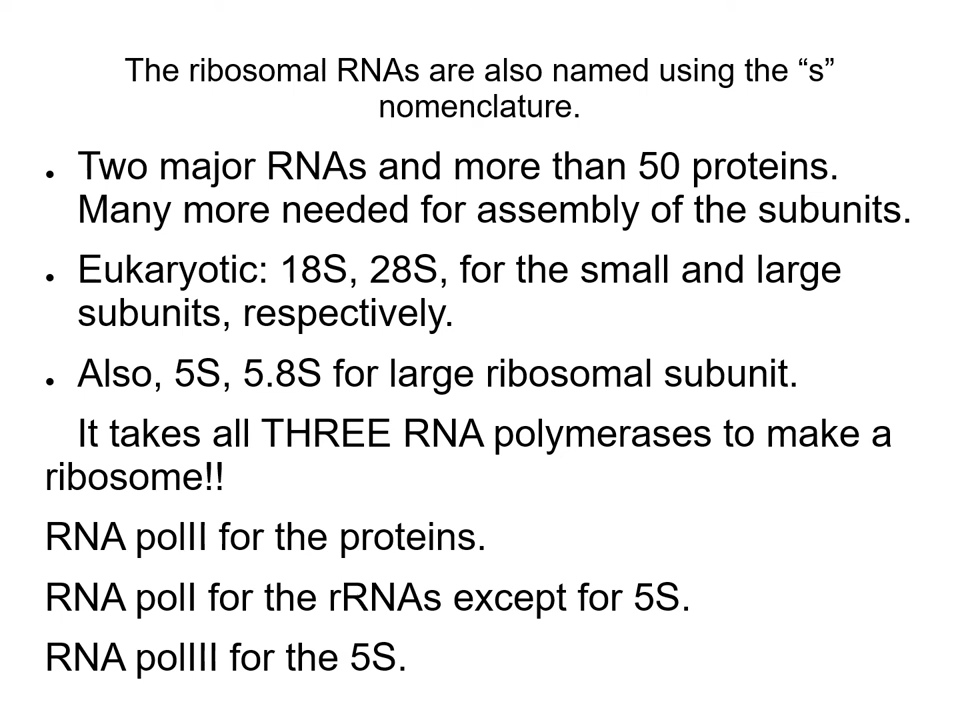 The ribosomal RNAs are also named using the “s”
nomenclature.
● Two major RNAs and more than 50 proteins.
Many more needed for assembly of the subunits.
● Eukaryotic: 18S, 28S, for the small and large
subunits, respectively.
● Also, 5S, 5.8S for large ribosomal subunit.
It takes all THREE RNA polymerases to make a
ribosome!!
RNA polII for the proteins.
RNA polI for the rRNAs except for 5S.
RNA polIII for the 5S.